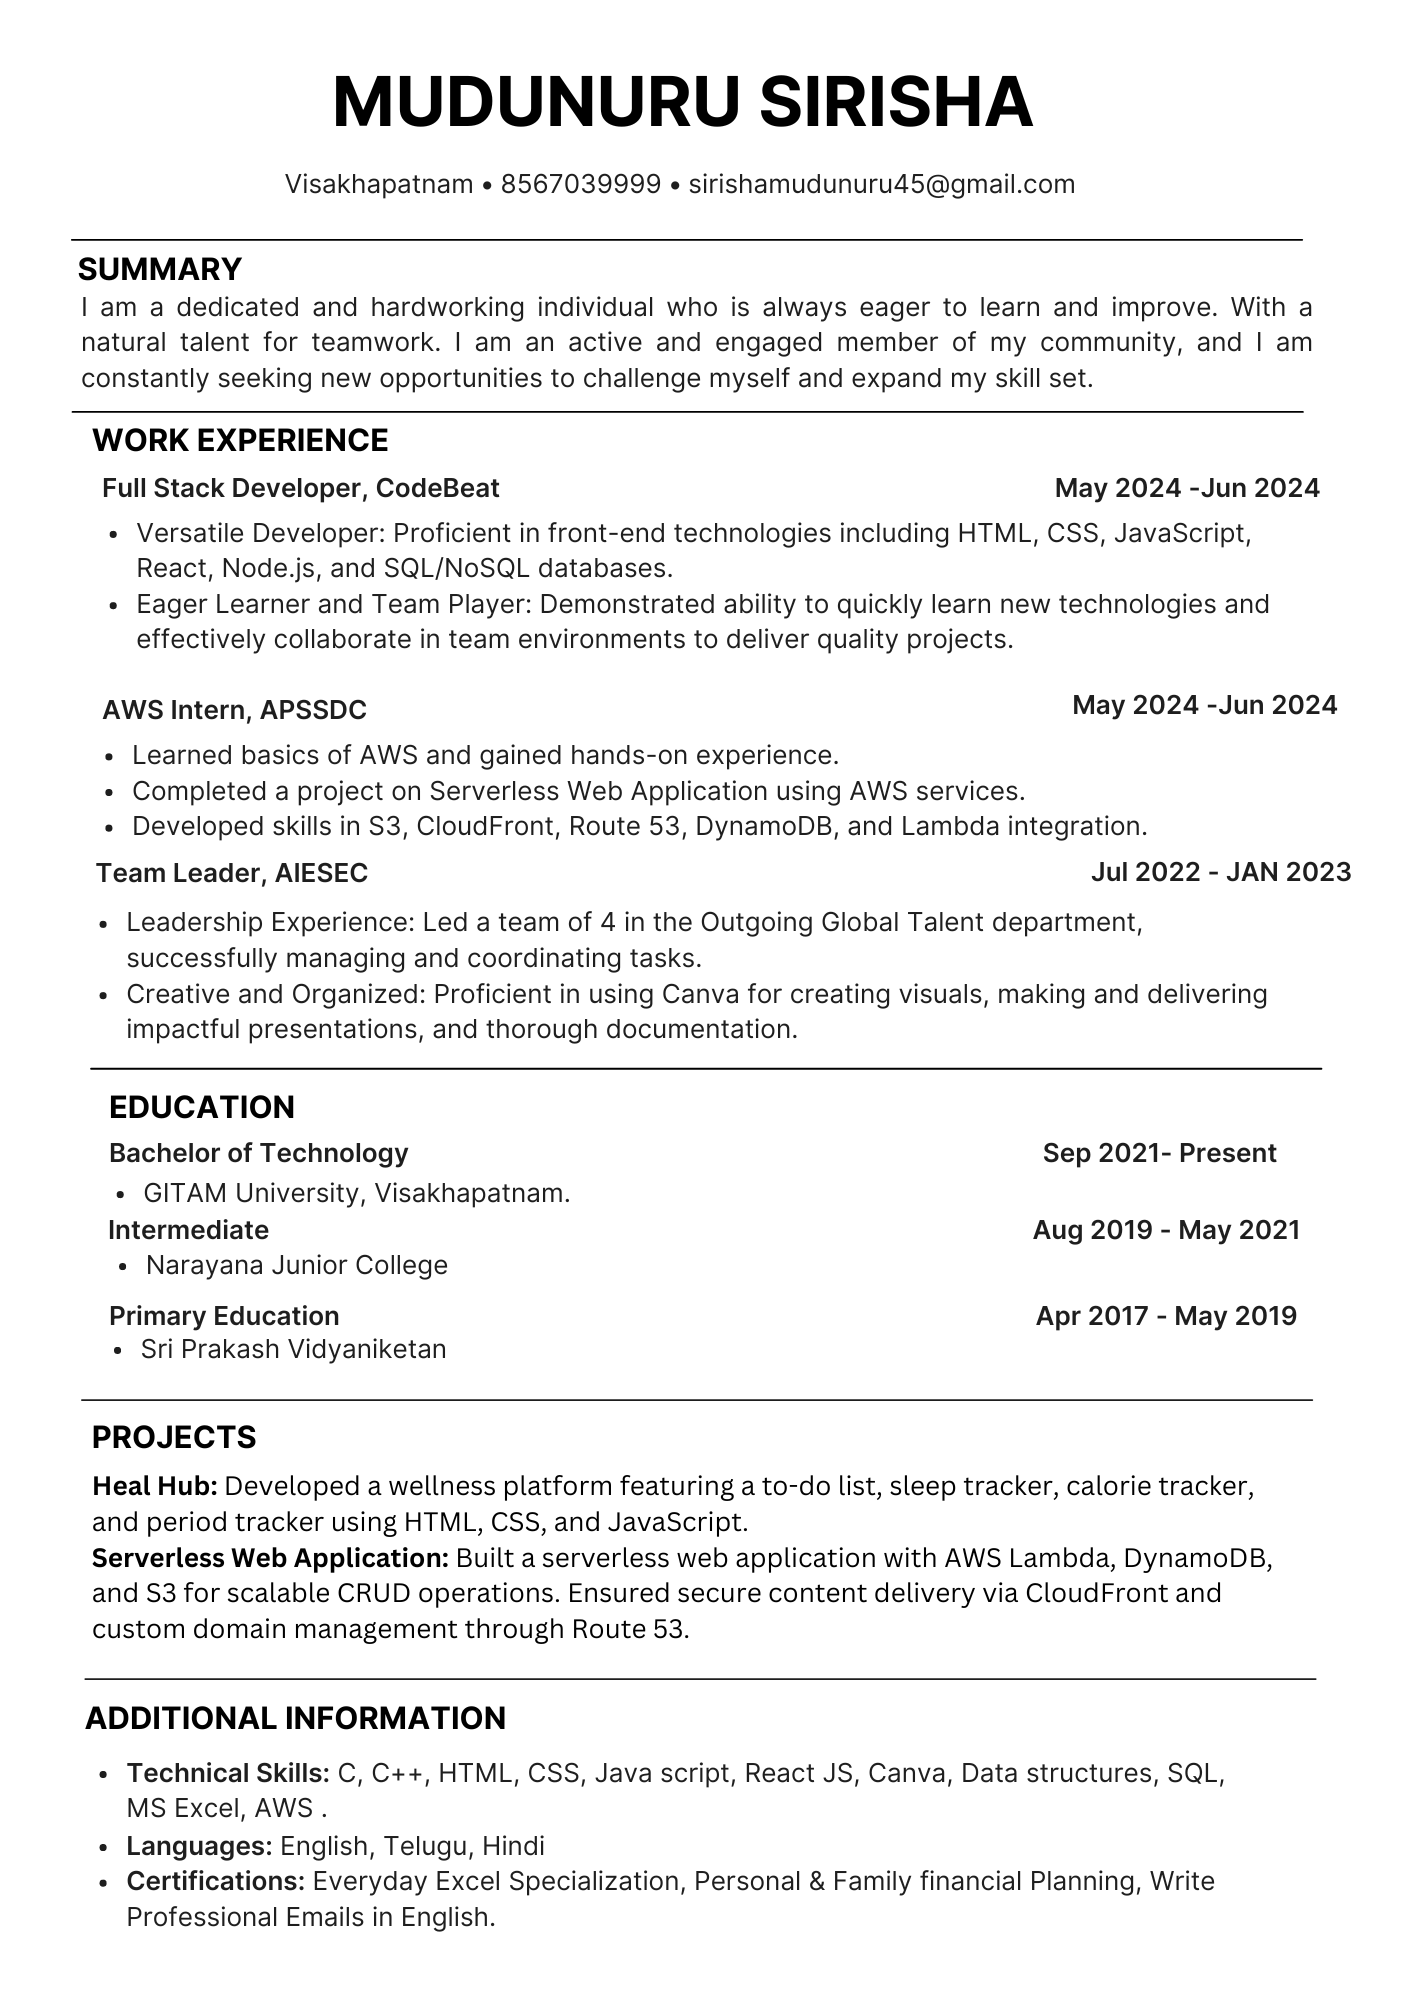 MUDUNURU SIRISHA
Visakhapatnam • 8567039999 • sirishamudunuru45@gmail.com
SUMMARY
I am a dedicated and hardworking individual who is always eager to learn and improve. With a
natural talent for teamwork. I am an active and engaged member of my community, and I am
constantly seeking new opportunities to challenge myself and expand my skill set.
WORK EXPERIENCE
Full Stack Developer, CodeBeat May 2024 -Jun 2024
• Versatile Developer: Proficient in front-end technologies including HTML, CSS, JavaScript,
React, Node.js, and SQL/NoSQL databases.
• Eager Learner and Team Player: Demonstrated ability to quickly learn new technologies and
effectively collaborate in team environments to deliver quality projects.
AWS Intern, APSSDC May 2024 -Jun 2024
• Learned basics of AWS and gained hands-on experience.
• Completed a project on Serverless Web Application using AWS services.
• Developed skills in S3, CloudFront, Route 53, DynamoDB, and Lambda integration.
Team Leader, AIESEC Jul 2022 - JAN 2023
• Leadership Experience: Led a team of 4 in the Outgoing Global Talent department,
successfully managing and coordinating tasks.
• Creative and Organized: Proficient in using Canva for creating visuals, making and delivering
impactful presentations, and thorough documentation.
EDUCATION
Bachelor of Technology Sep 2021- Present
• GITAM University, Visakhapatnam.
Intermediate Aug 2019 - May 2021
• Narayana Junior College
Primary Education Apr 2017 - May 2019
• Sri Prakash Vidyaniketan
PROJECTS
Heal Hub: Developed a wellness platform featuring a to-do list, sleep tracker, calorie tracker,
and period tracker using HTML, CSS, and JavaScript.
Serverless Web Application: Built a serverless web application with AWS Lambda, DynamoDB,
and S3 for scalable CRUD operations. Ensured secure content delivery via CloudFront and
custom domain management through Route 53.
ADDITIONAL INFORMATION
• Technical Skills: C, C++, HTML, CSS, Java script, React JS, Canva, Data structures, SQL,
MS Excel, AWS .
• Languages: English, Telugu, Hindi
• Certifications: Everyday Excel Specialization, Personal & Family financial Planning, Write
Professional Emails in English.